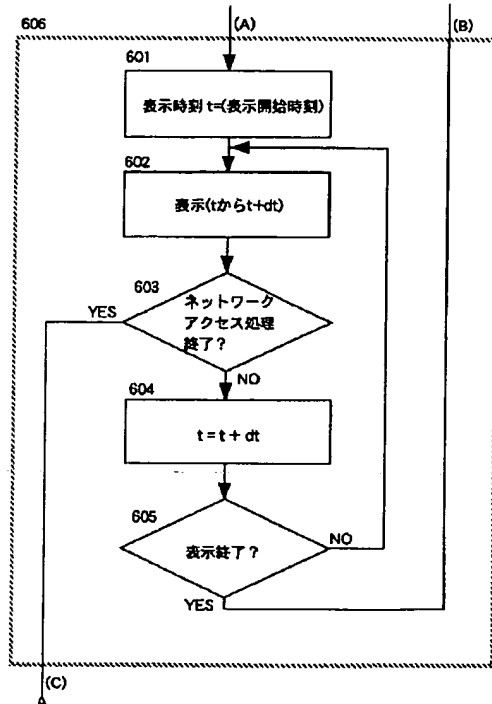 606
(A)
(B)
601
表示時刻 t=(表示開始時刻)
602
表示(tからt+dt)
603
YES
ネットワーク
アクセス処理
終了?
NO
604
t = t + dt
605
表示終了?
NO
YES
(C)